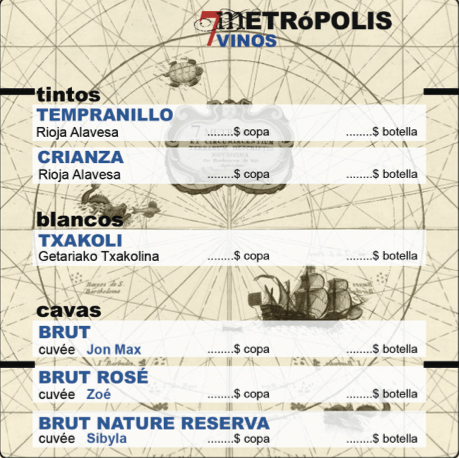 7METRóPOLIS
VINOS
tintos
TEMPRANILLO
Rioja Alavesa ........$ copa ........$ botella
CRIANZA
Rioja Alavesa ........$ copa ........$ botella
blancos
TXAKOLI
Getariako Txakolina ........$ copa ........$ botella
cavas
BRUT
cuvée Jon Max ........$ copa ........$ botella
BRUT ROSÉ
cuvée Zoé ........$ copa ........$ botella
BRUT NATURE RESERVA
cuvée Sibyla ........$ copa ........$ botella